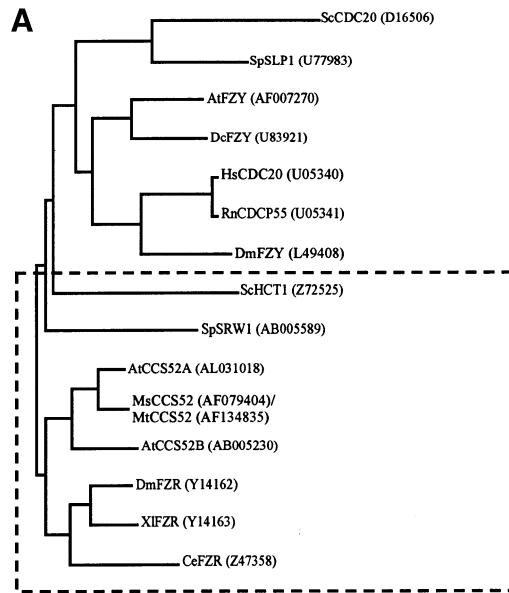 A
ScCDC20 (D16506)
SpSLP1 (U77983)
AtFZY (AF007270)
DcFZY (U83921)
HsCDC20 (U05340)
RnCDCP55 (U05341)
DmFZY (L49408)
ScHCT1 (Z72525)
SpSRW1 (AB005589)
AtCCS52A (AL031018)
MsCCS52 (AF079404)/
MtCCS52 (AF134835)
AtCCS52B (AB005230)
DmFZR (Y14162)
XlFZR (Y14163)
CeFZR (Z47358)